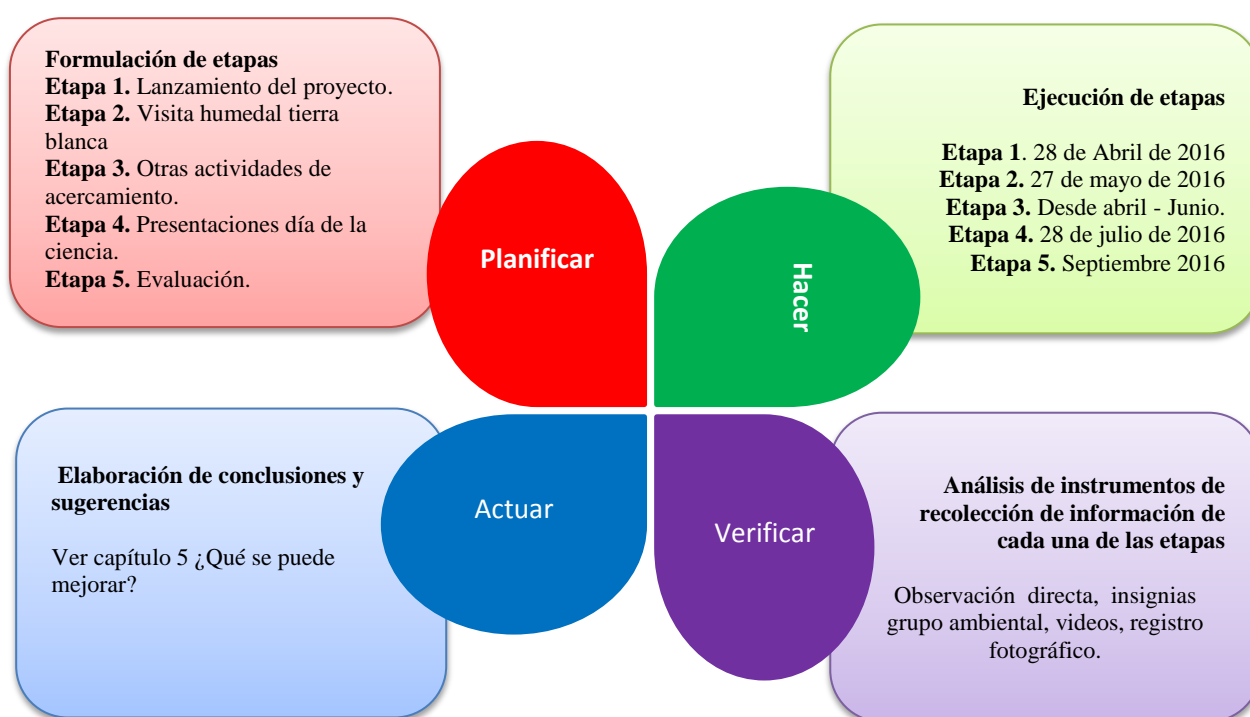 Formulación de etapas
Etapa 1. Lanzamiento del proyecto.
Etapa 2. Visita humedal tierra
blanca
Etapa 3. Otras actividades de
acercamiento.
Etapa 4. Presentaciones día de la
ciencia.
Etapa 5. Evaluación.
Planificar
Hacer
Ejecución de etapas
Etapa 1. 28 de Abril de 2016
Etapa 2. 27 de mayo de 2016
Etapa 3. Desde abril - Junio.
Etapa 4. 28 de julio de 2016
Etapa 5. Septiembre 2016
Elaboración de conclusiones y
sugerencias
Ver capítulo 5 ¿Qué se puede
mejorar?
Actuar
Verificar
Análisis de instrumentos de
recolección de información de
cada una de las etapas
Observación directa, insignias
grupo ambiental, videos, registro
fotográfico.